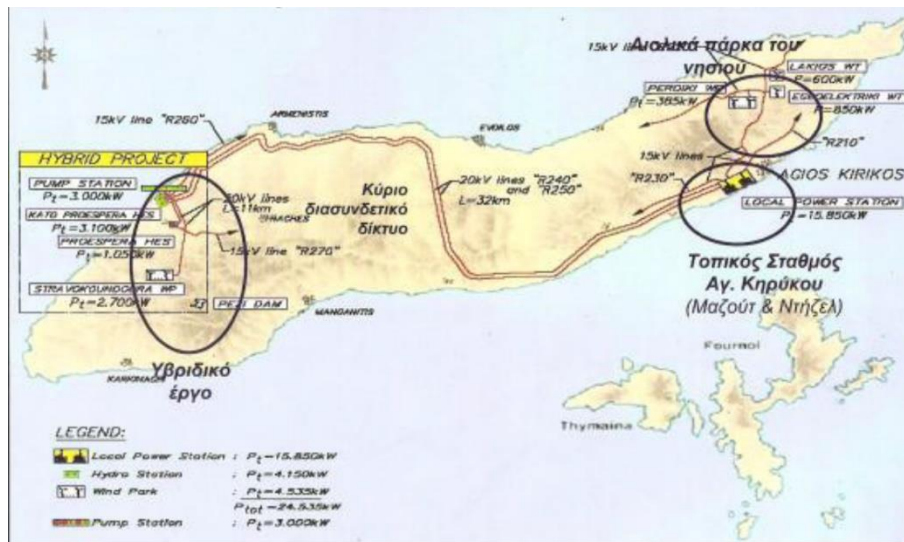 15kV line
Αιολικά πάρκα του
νησιού
LAKIOS WT
P=600kW
PERDIKI WP
Pt=385kW
EGDOELEKTRIKI WT
P=850kW
15kV lines
"R210"
"R230"
AGIOS KIRIKOS
LOCAL POWER STATION
Pt=15.850kW
Τοπικός Σταθμός
Αγ. Κηρύκου
(Μαζούτ & Ντήζελ)
15kV line "R260"
ARMENISTIS
EVDILOS
HYBRID PROJECT
PUMP STATION
Pt=3.000kW
KATO PROESPERA HES
Pt=3.100kW
PROESPERA HES
Pt=1.050kW
STRAVOKOUNDOURA WP
Pt=2.700kW
20kV lines
L=11km
RACHES
15kV line "R270"
PEZI DAM
Κύριο
διασυνδετικό
δίκτυο
20kV lines "R240"
and "R250"
L=32km
MANGANITIS
KARKINAGRI
Υβριδικό
έργο
Fournoi
Thymaina
LEGEND:
Local Power Station : Pt=15.850kW
Hydro Station : Pt=4.150kW
Wind Park : Pt=4.535kW
Ptot=24.535kW
Pump Station : Pt=3.000kW